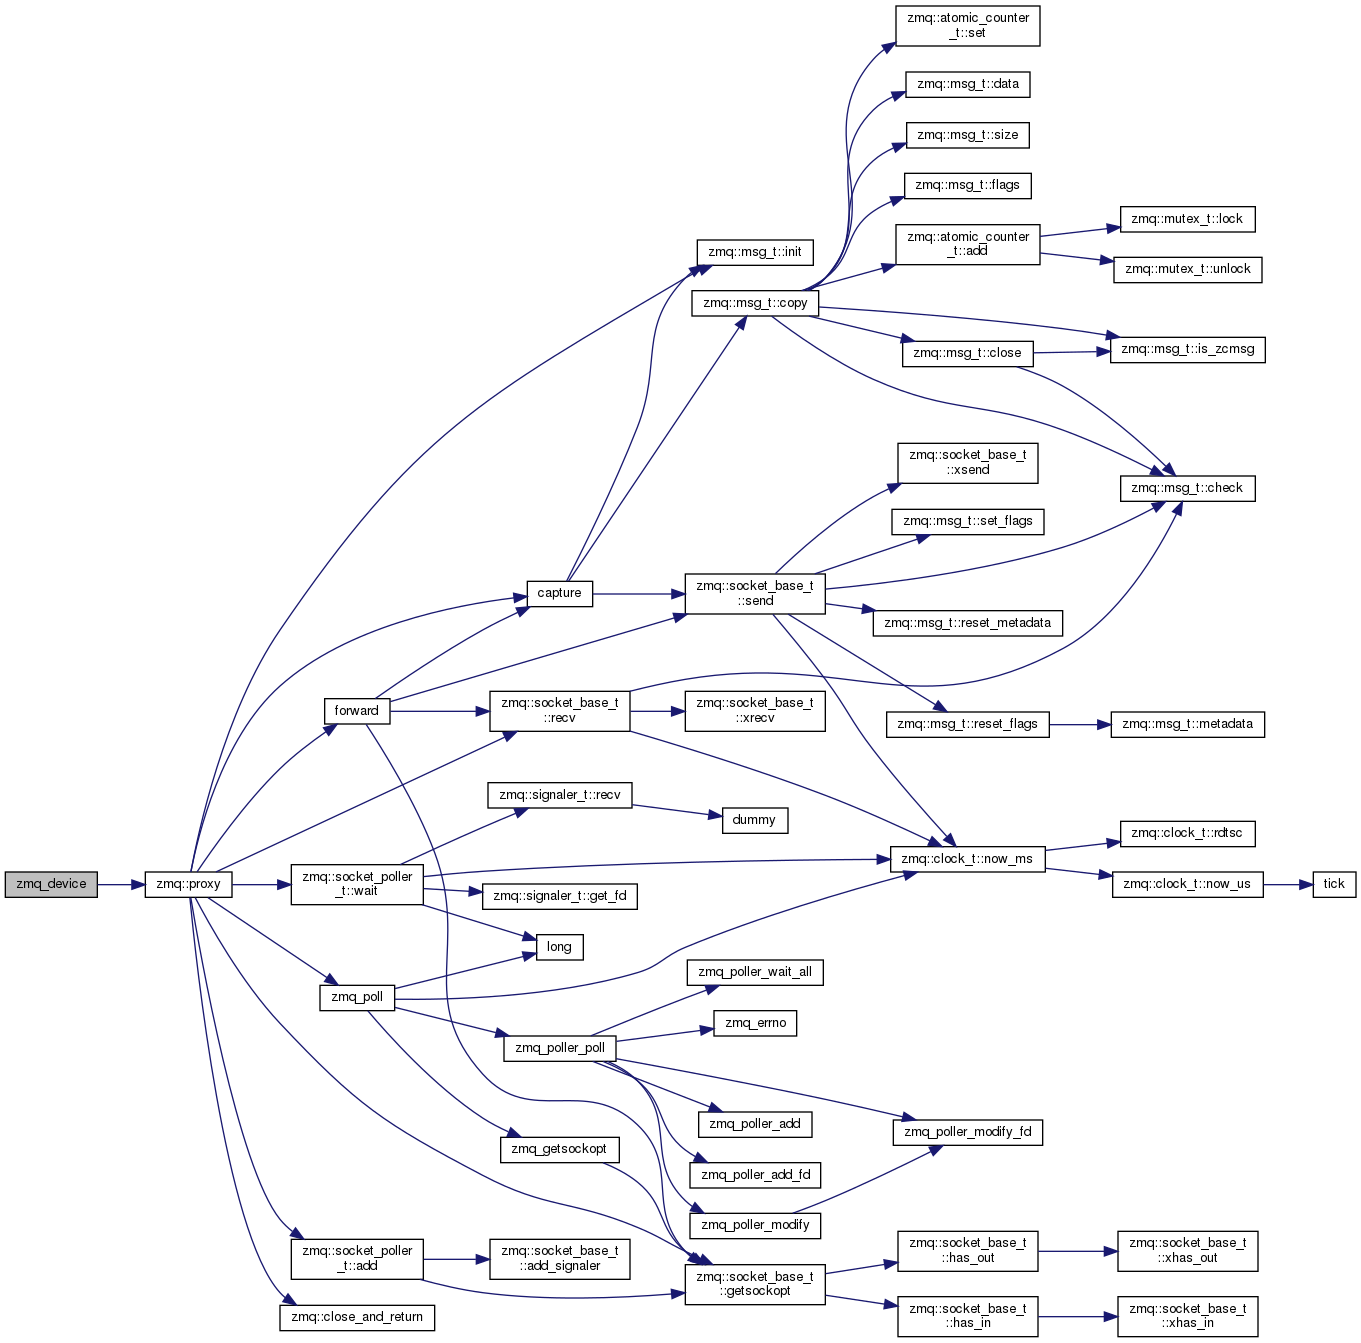 zmq::atomic_counter
_t::set
zmq::msg_t::data
zmq::msg_t::size
zmq::msg_t::flags
zmq::mutex_t::lock
zmq::atomic_counter
_t::add
zmq::msg_t::init
zmq::mutex_t::unlock
zmq::msg_t::copy
zmq::msg_t::is_zcmsg
zmq::msg_t::close
zmq::socket_base_t
::xsend
zmq::msg_t::check
zmq::msg_t::set_flags
capture
zmq::socket_base_t
::send
zmq::msg_t::reset_metadata
forward
zmq::socket_base_t
::recv
zmq::socket_base_t
::xrecv
zmq::msg_t::reset_flags
zmq::msg_t::metadata
zmq::signaler_t::recv
dummy
zmq::clock_t::rdtsc
zmq::clock_t::now_ms
zmq_device
zmq::proxy
zmq::socket_poller
_t::wait
zmq::signaler_t::get_fd
zmq::clock_t::now_us
tick
long
zmq_poller_wait_all
zmq_poll
zmq_errno
zmq_poller_poll
zmq_poller_add
zmq_poller_modify_fd
zmq_getsockopt
zmq_poller_add_fd
zmq_poller_modify
zmq::socket_poller
_t::add
zmq::socket_base_t
::add_signaler
zmq::socket_base_t
::has_out
zmq::socket_base_t
::xhas_out
zmq::socket_base_t
::getsockopt
zmq::close_and_return
zmq::socket_base_t
::has_in
zmq::socket_base_t
::xhas_in